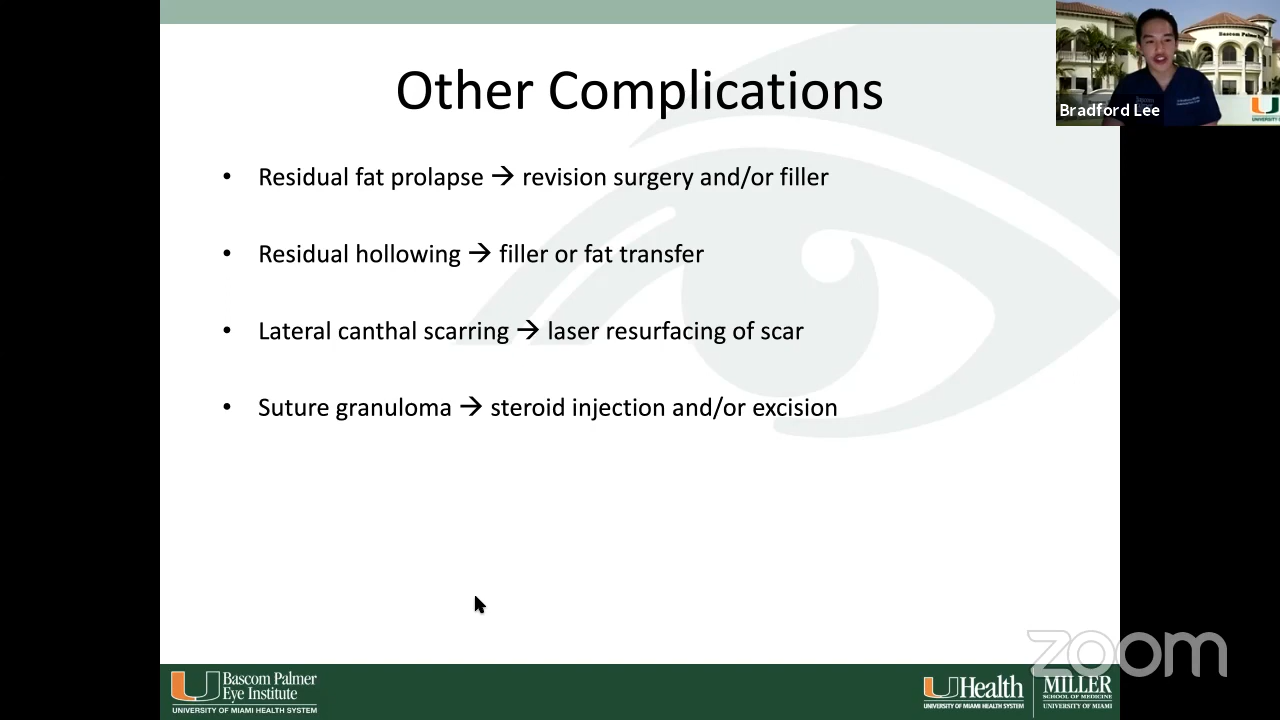 Other Complications
• Residual fat prolapse → revision surgery and/or filler
• Residual hollowing → filler or fat transfer
• Lateral canthal scarring → laser resurfacing of scar
• Suture granuloma → steroid injection and/or excision
Bascom Palmer
Bradford Lee
zoom
Bascom Palmer
Eye Institute
UNIVERSITY OF MIAMI HEALTH SYSTEM
UHealth
UNIVERSITY OF MIAMI HEALTH SYSTEM
MILLER
SCHOOL OF MEDICINE
UNIVERSITY OF MIAMI